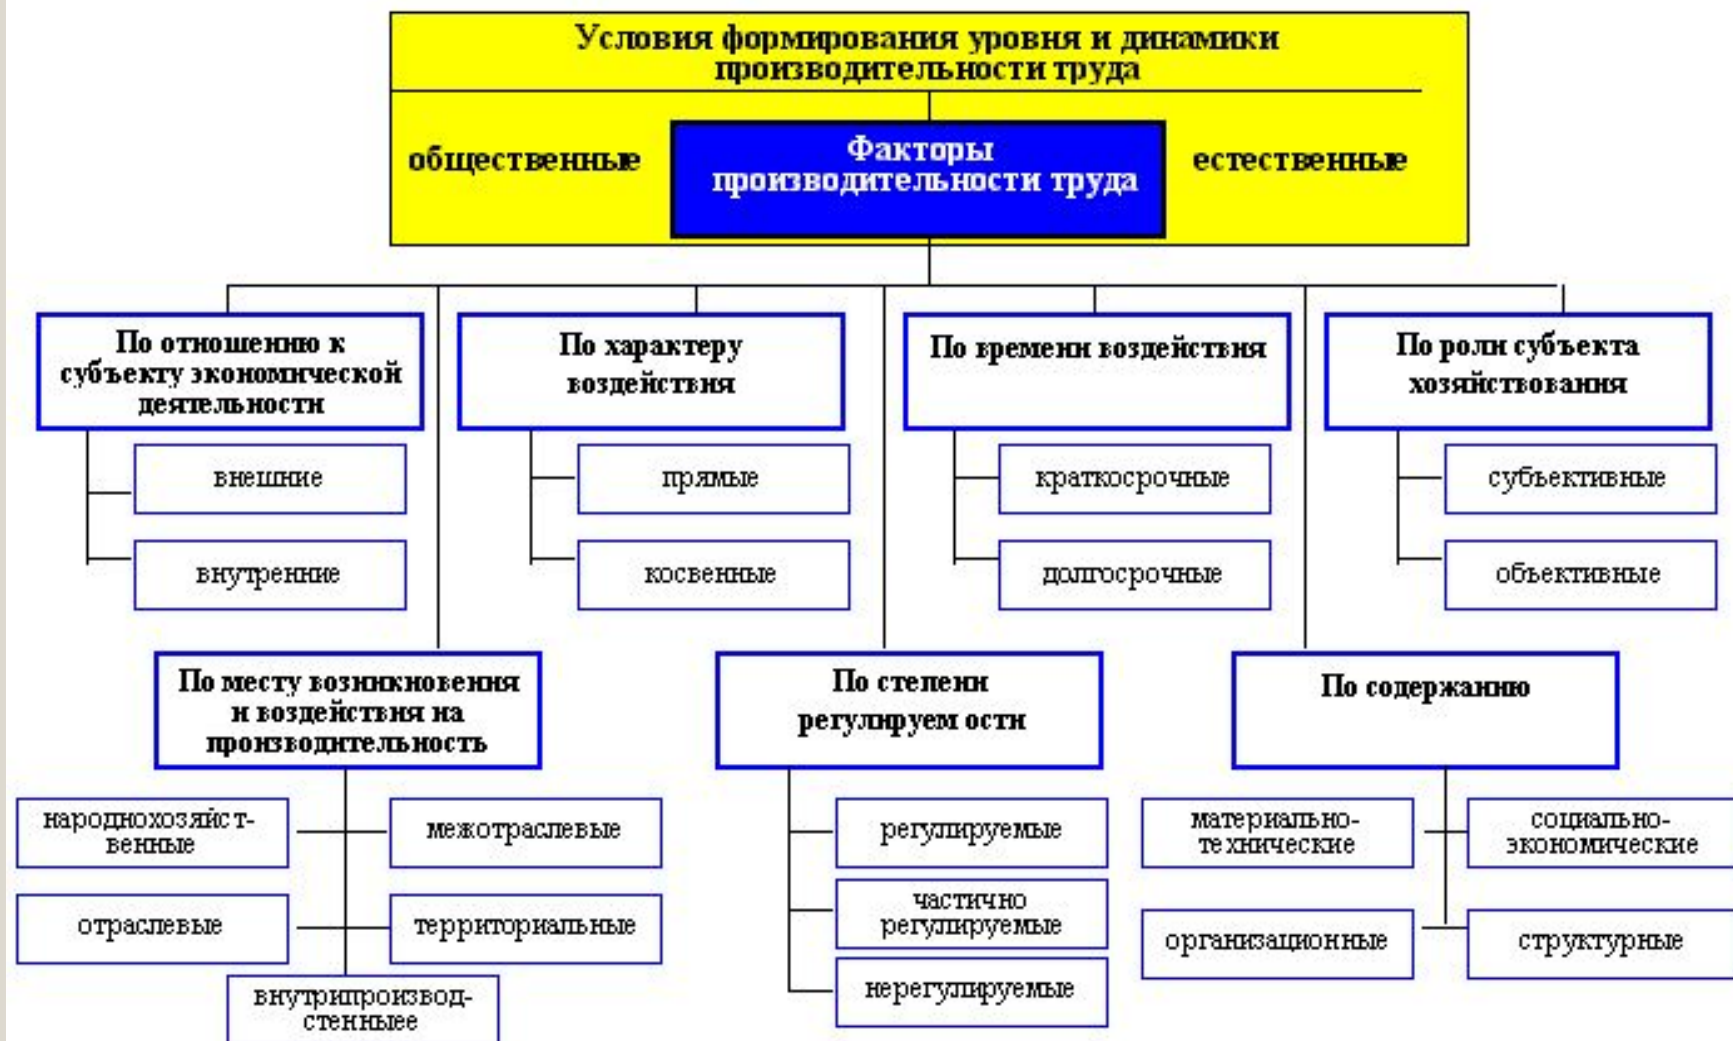 Условия формирования уровня и динамики
производительности труда
общественные
Факторы
производительности труда
естественные
По отношению к
субъекту экономической
деятельности
По характеру
воздействия
По времени воздействия
По роли субъекта
хозяйствования
внешние
прямые
краткосрочные
субъективные
внутренние
косвенные
долгосрочные
объективные
По месту возникновения
и воздействия на
производительность
По степени
регулируем ости
По содержанию
народнохозяйст-
венные
межотраслевые
регулируемые
материально-
технические
социально-
экономические
отраслевые
территориальные
частично
регулируемые
организационные
структурные
внутрипроизвод-
стенныее
нерегулируемые